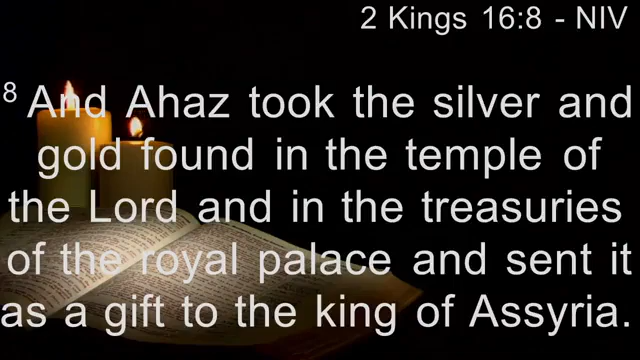 2 Kings 16:8 - NIV
8 And Ahaz took the silver and
gold found in the temple of
the Lord and in the treasuries
of the royal palace and sent it
as a gift to the king of Assyria.